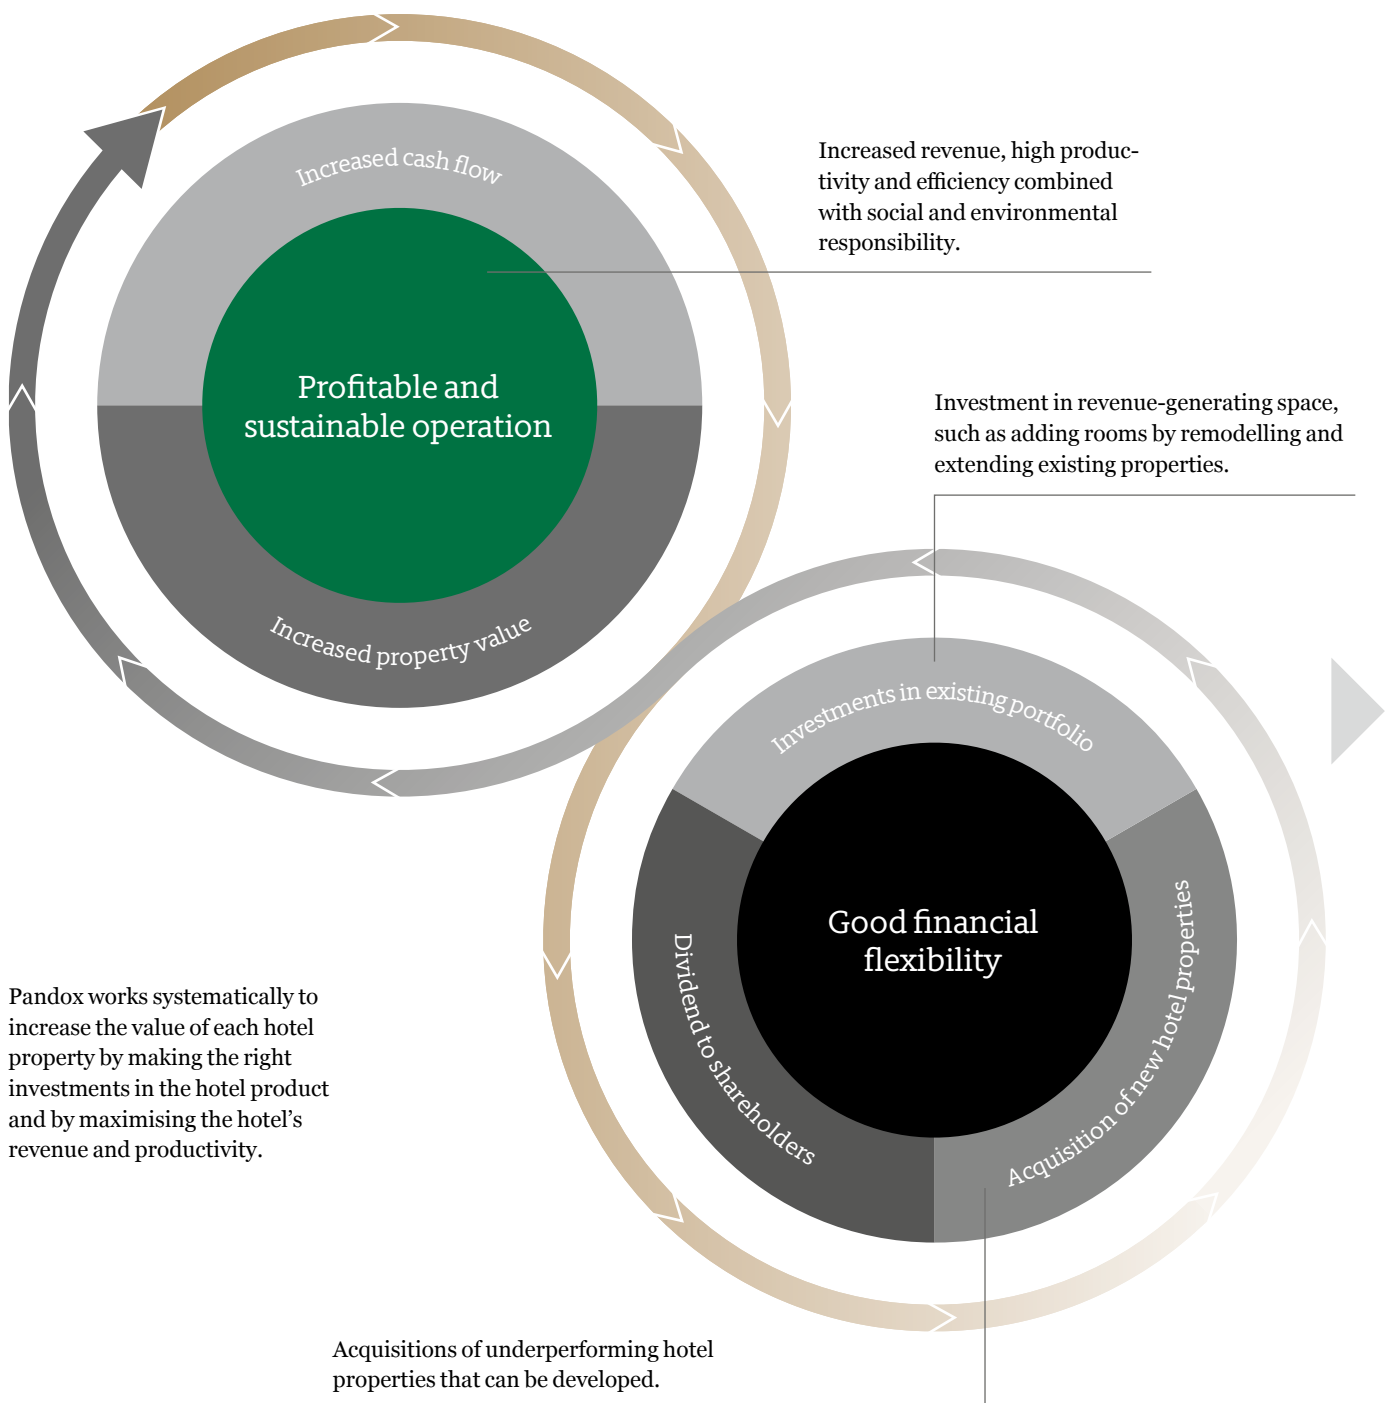 Increased cash flow
Increased revenue, high produc-
tivity and efficiency combined
with social and environmental
responsibility.
Profitable and
sustainable operation
Increased property value
Investment in revenue-generating space,
such as adding rooms by remodelling and
extending existing properties.
Investments in existing portfolio
Good financial
flexibility
Dividend to shareholders
Acquisition of new hotel properties
Pandox works systematically to
increase the value of each hotel
property by making the right
investments in the hotel product
and by maximising the hotel’s
revenue and productivity.
Acquisitions of underperforming hotel
properties that can be developed.